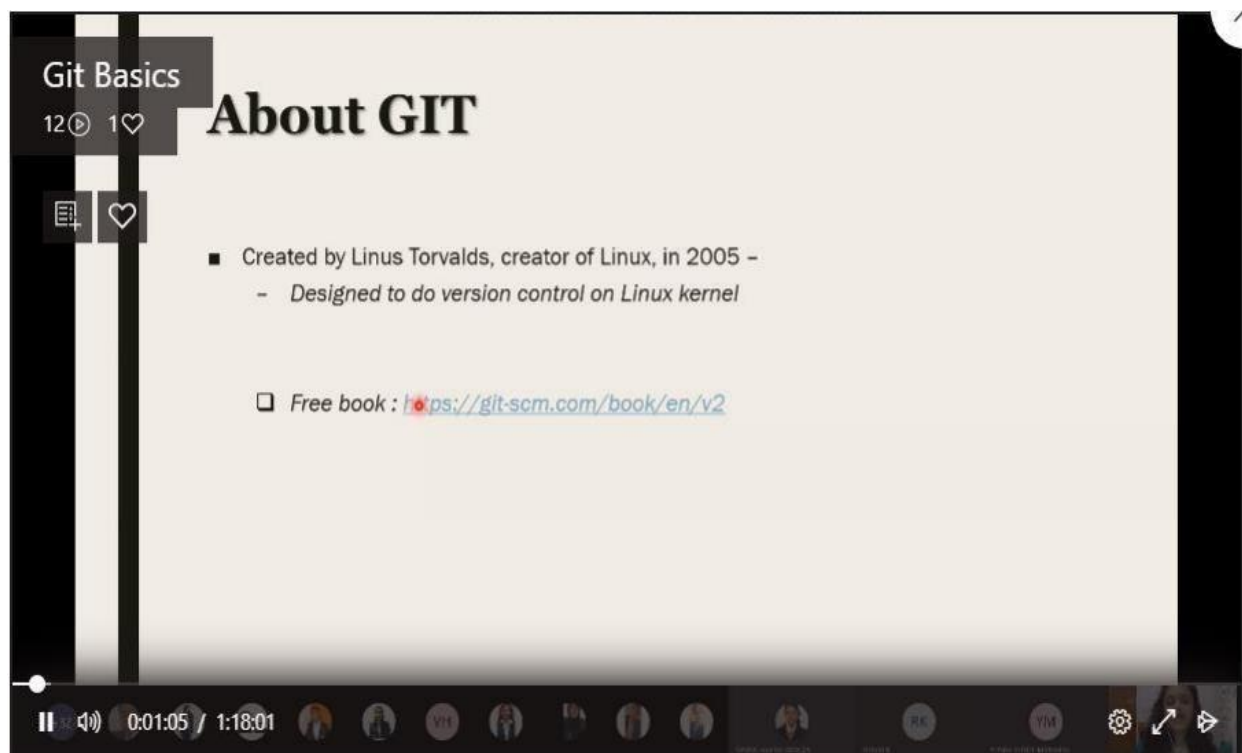 Git Basics
12 1
About GIT
Created by Linus Torvalds, creator of Linux, in 2005 –
– Designed to do version control on Linux kernel
Free book : https://git-scm.com/book/en/v2
0:01:05 / 1:18:01
VH
RK
YM